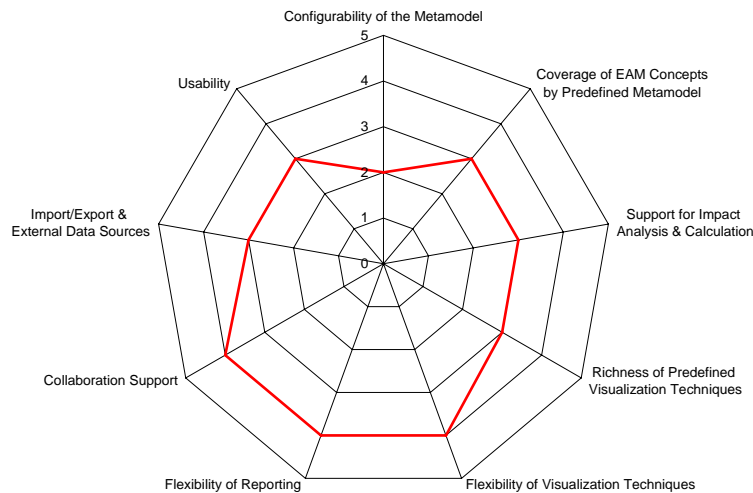 Configurability of the Metamodel
5
4
3
2
1
0
Coverage of EAM Concepts
by Predefined Metamodel
Support for Impact
Analysis & Calculation
Richness of Predefined
Visualization Techniques
Flexibility of Visualization Techniques
Flexibility of Reporting
Collaboration Support
Import/Export &
External Data Sources
Usability